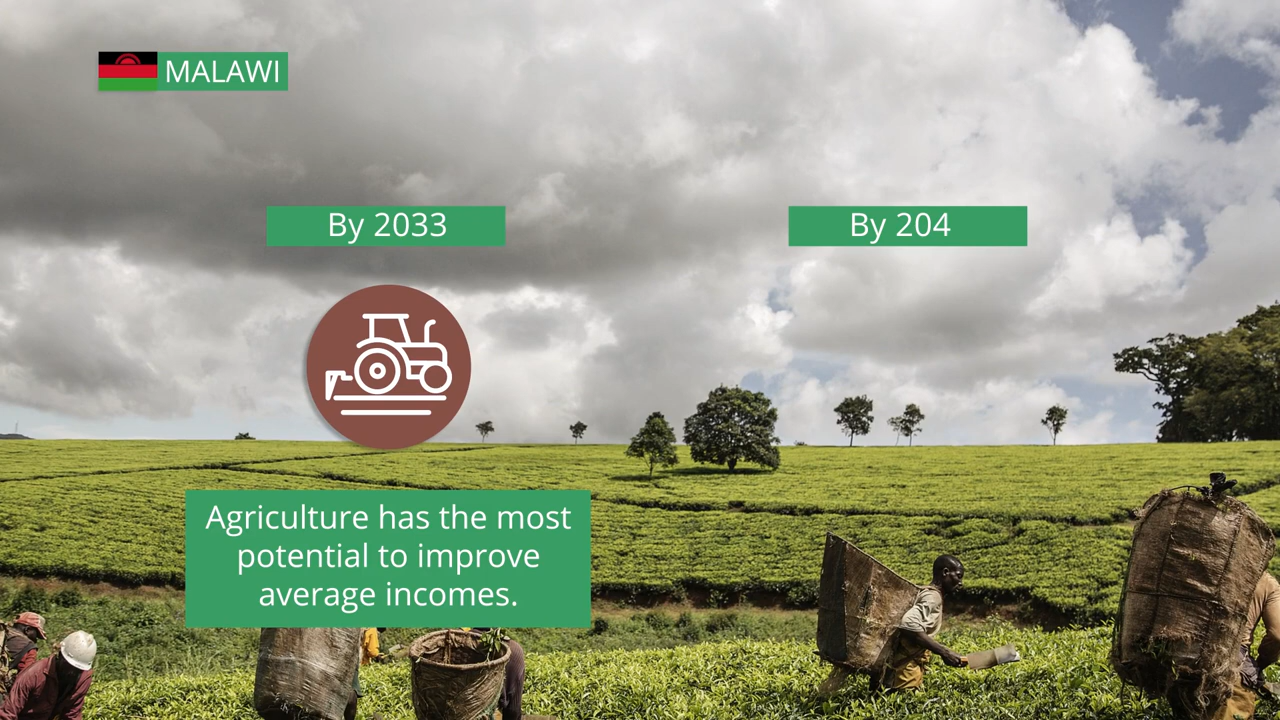 MALAWI
By 2033
By 204
Agriculture has the most
potential to improve
average incomes.